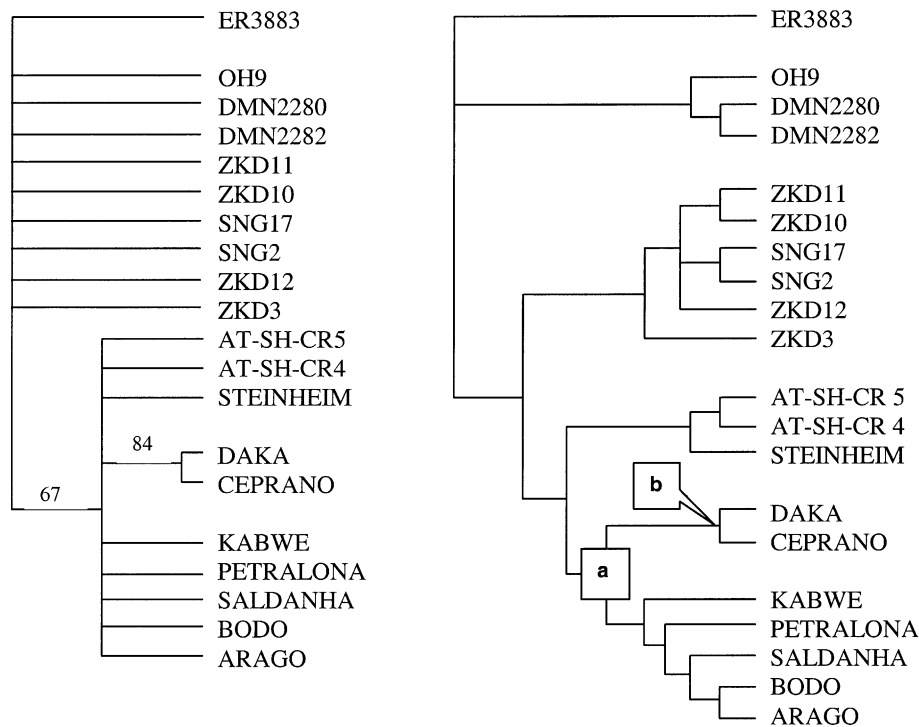 ER3883
OH9
DMN2280
DMN2282
ZKD11
ZKD10
SNG17
SNG2
ZKD12
ZKD3
AT-SH-CR5
AT-SH-CR4
STEINHEIM
84
DAKA
CEPRANO
67
KABWE
PETRALONA
SALDANHA
BODO
ARAGO
ER3883
OH9
DMN2280
DMN2282
ZKD11
ZKD10
SNG17
SNG2
ZKD12
ZKD3
AT-SH-CR 5
AT-SH-CR 4
STEINHEIM
b
DAKA
CEPRANO
a
KABWE
PETRALONA
SALDANHA
BODO
ARAGO